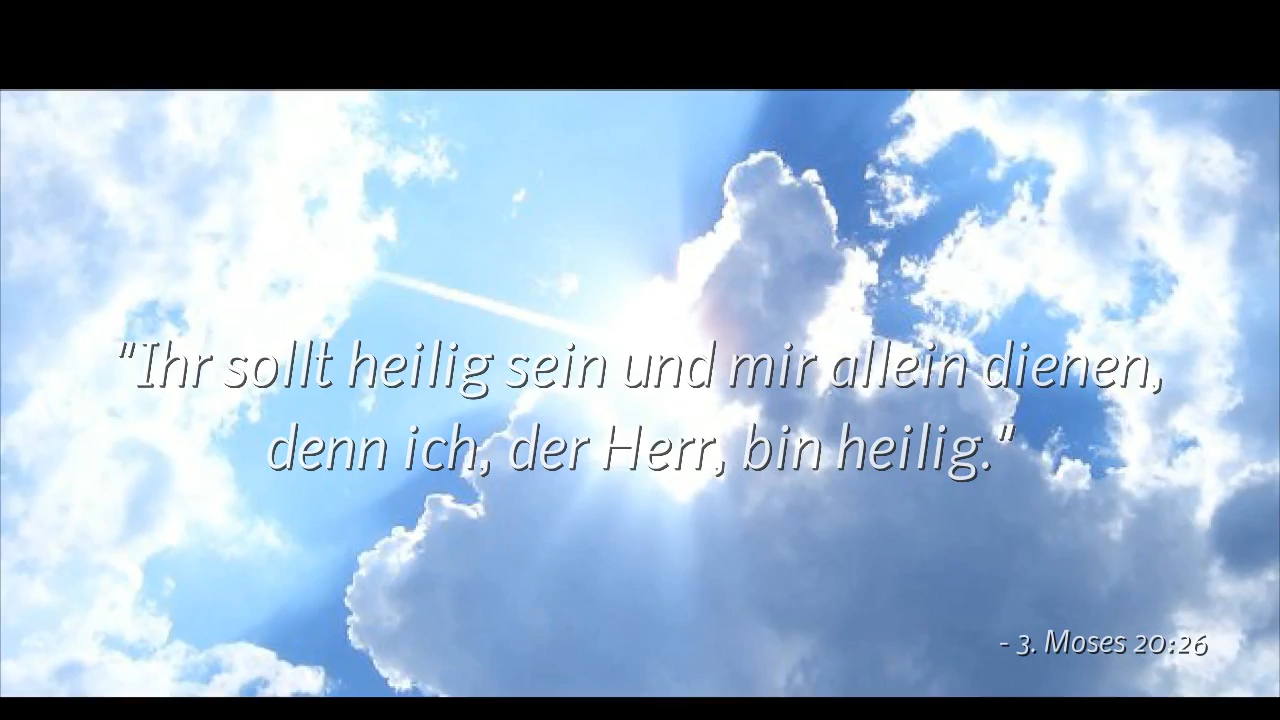 "Ihr sollt heilig sein und mir allein dienen,
denn ich, der Herr, bin heilig."
- 3. Moses 20:26